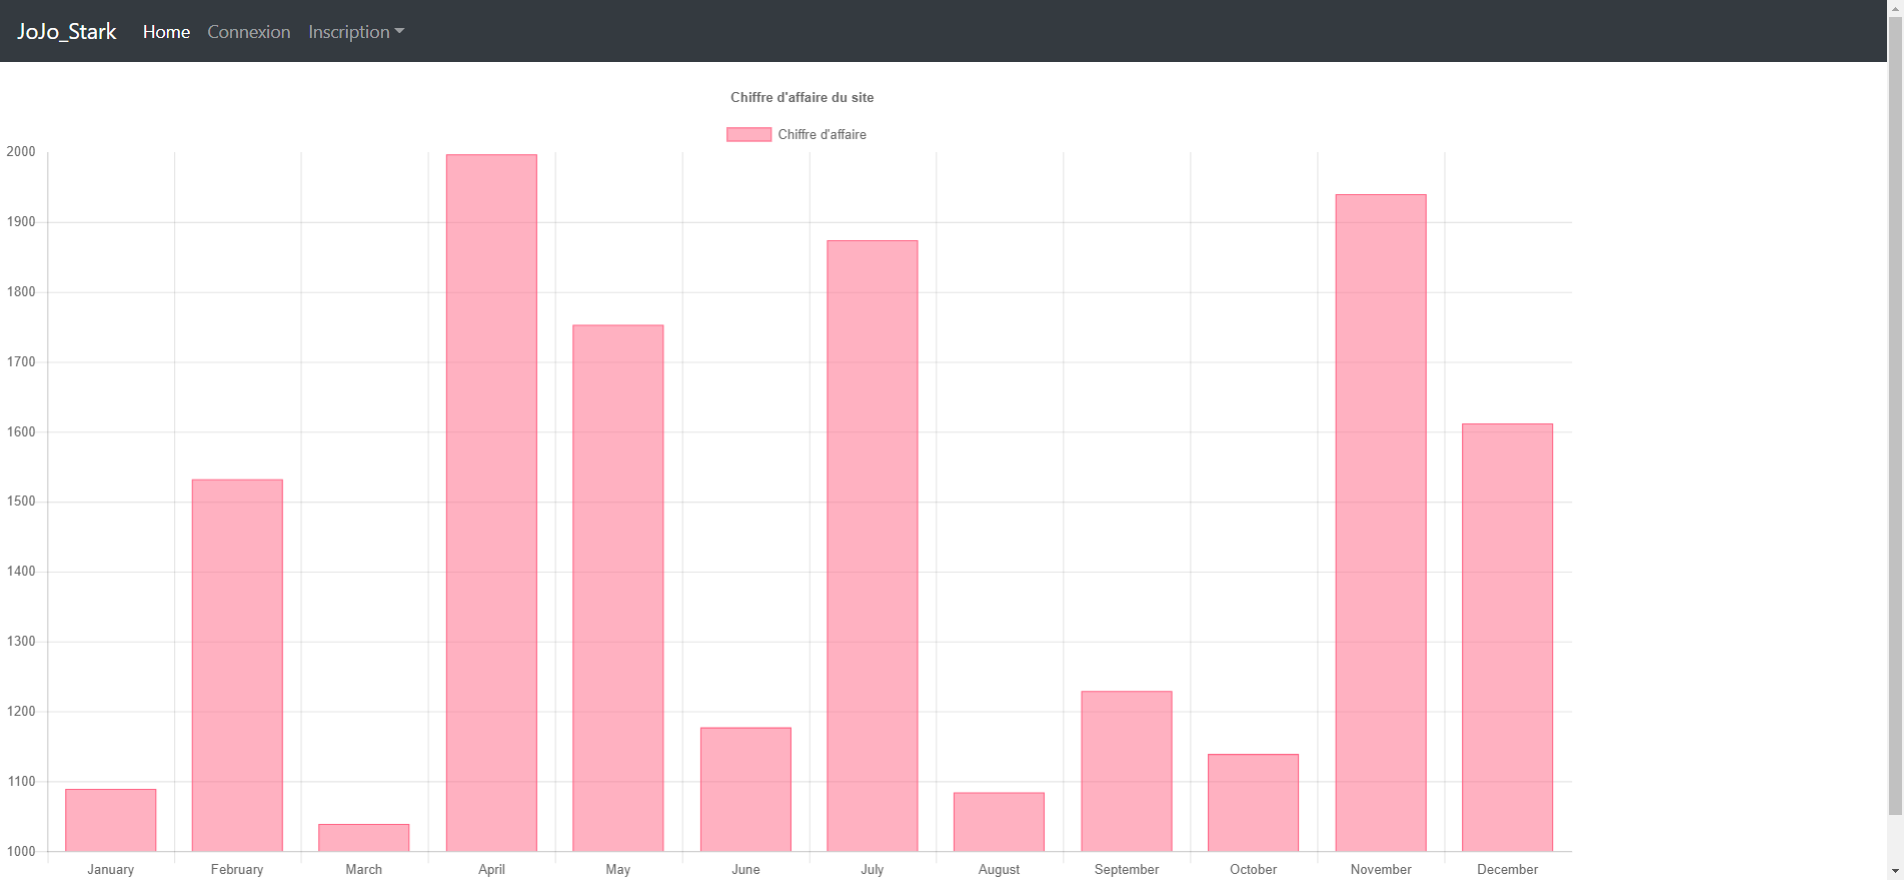 JoJo_Stark Home Connexion Inscription
Chiffre d'affaire du site
Chiffre d'affaire
2000
1900
1800
1700
1600
1500
1400
1300
1200
1100
1000
January February March April May June July August September October November December